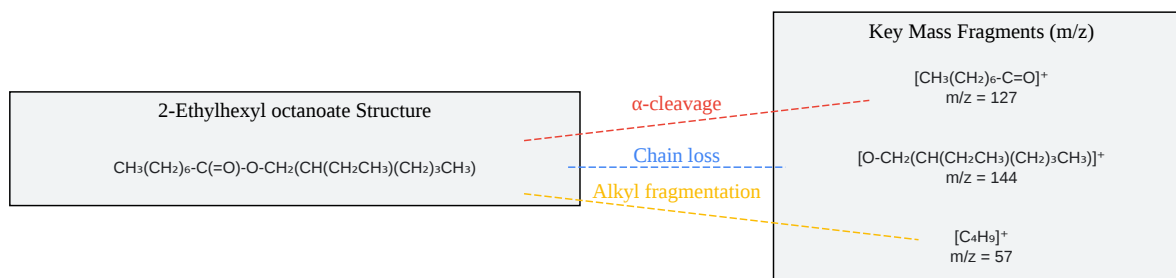 2-Ethylhexyl octanoate Structure
CH₃(CH₂)₆-C(=O)-O-CH₂(CH(CH₂CH₃)(CH₂)₃CH₃)
α-cleavage
Chain loss
Alkyl fragmentation
Key Mass Fragments (m/z)
[CH₃(CH₂)₆-C=O]⁺
m/z = 127
[O-CH₂(CH(CH₂CH₃)(CH₂)₃CH₃)]⁺
m/z = 144
[C₄H₉]⁺
m/z = 57